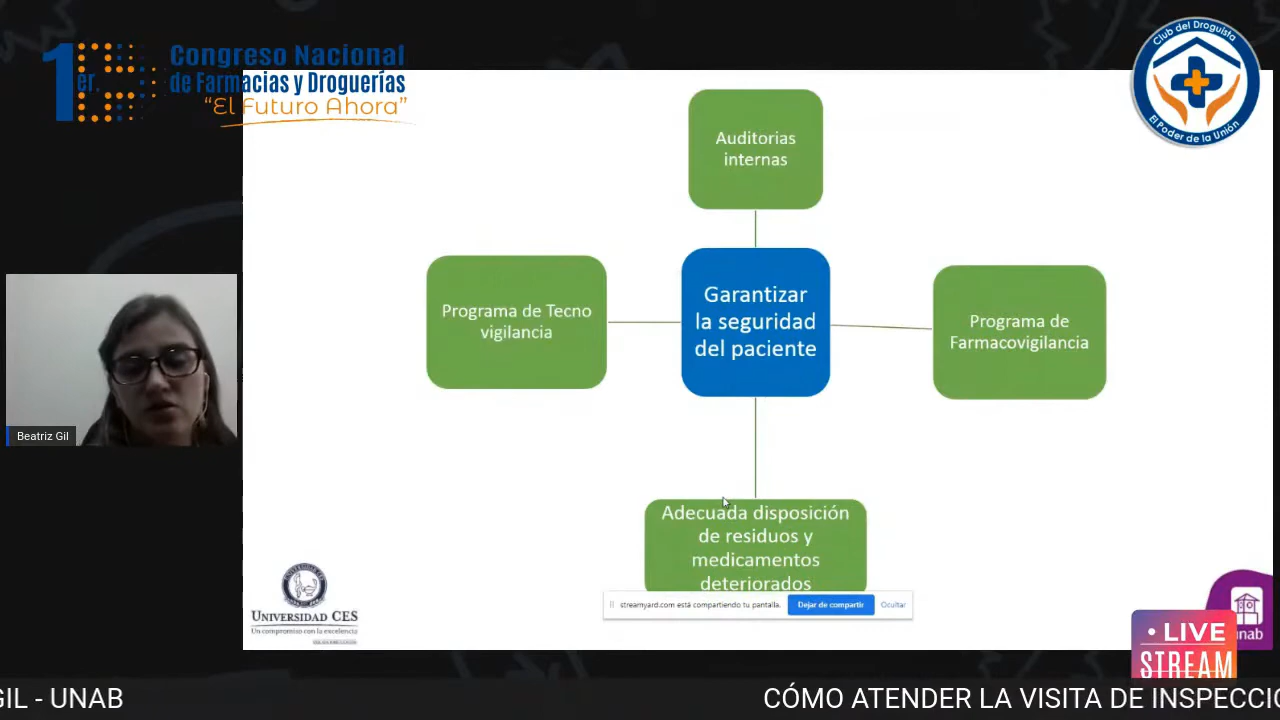 1er.
Congreso Nacional
de Farmacias y Droguerías
“El Futuro Ahora”
Club del Droguista
El Poder de la Unión
Auditorias
internas
Programa de Tecno
vigilancia
Garantizar
la seguridad
del paciente
Programa de
Farmacovigilancia
Beatriz Gil
Adecuada disposición
de residuos y
medicamentos
deteriorados
streamyard.com está compartiendo tu pantalla.
Dejar de compartir
Ocultar
UNIVERSIDAD CES
Un compromiso con la excelencia
unab
• LIVE
STREAM
GIL - UNAB
CÓMO ATENDER LA VISITA DE INSPECCIO